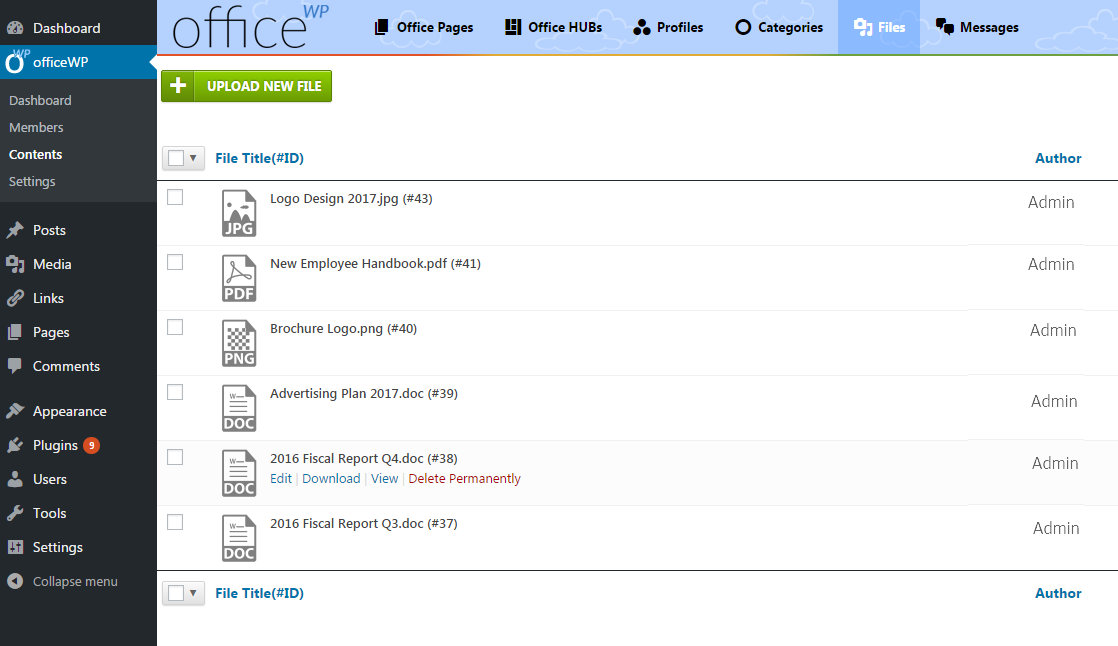 Dashboard
WP
officeWP
Dashboard
Members
Contents
Settings
Posts
Media
Links
Pages
Comments
Appearance
Plugins 9
Users
Tools
Settings
Collapse menu
office WP
Office Pages Office HUBs Profiles Categories Files Messages
+ UPLOAD NEW FILE
File Title(#ID) Author
JPG Logo Design 2017.jpg (#43) Admin
PDF New Employee Handbook.pdf (#41) Admin
PNG Brochure Logo.png (#40) Admin
W DOC Advertising Plan 2017.doc (#39) Admin
W DOC 2016 Fiscal Report Q4.doc (#38) Admin
Edit | Download | View | Delete Permanently
W DOC 2016 Fiscal Report Q3.doc (#37) Admin
File Title(#ID) Author